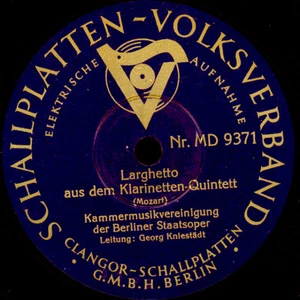 SCHALLPLATTEN-VOLKSVERBAND
ELEKTRISCHE AUFNAHME
Nr. MD 9371
Larghetto
aus dem Klarinetten-Quintett
(Mozart)
Kammermusikvereinigung
der Berliner Staatsoper
Leitung: Georg Kniestädt
CLANGOR-SCHALLPLATTEN
G.M.B.H. BERLIN